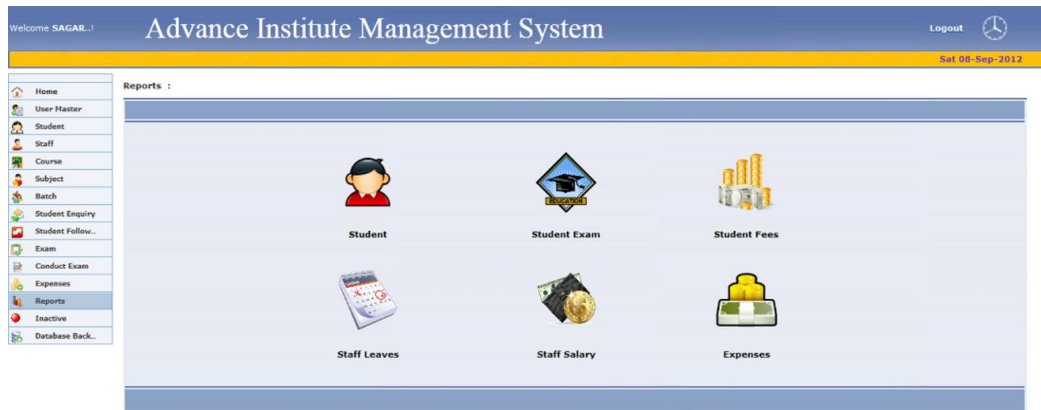 Welcome SAGAR..!
Advance Institute Management System
Logout
Sat 08-Sep-2012
Home
User Master
Student
Staff
Course
Subject
Batch
Student Enquiry
Student Follow..
Exam
Conduct Exam
Expenses
Reports
Inactive
Database Back..
Reports :
EDUCATION
Student Student Exam Student Fees
Staff Leaves Staff Salary Expenses